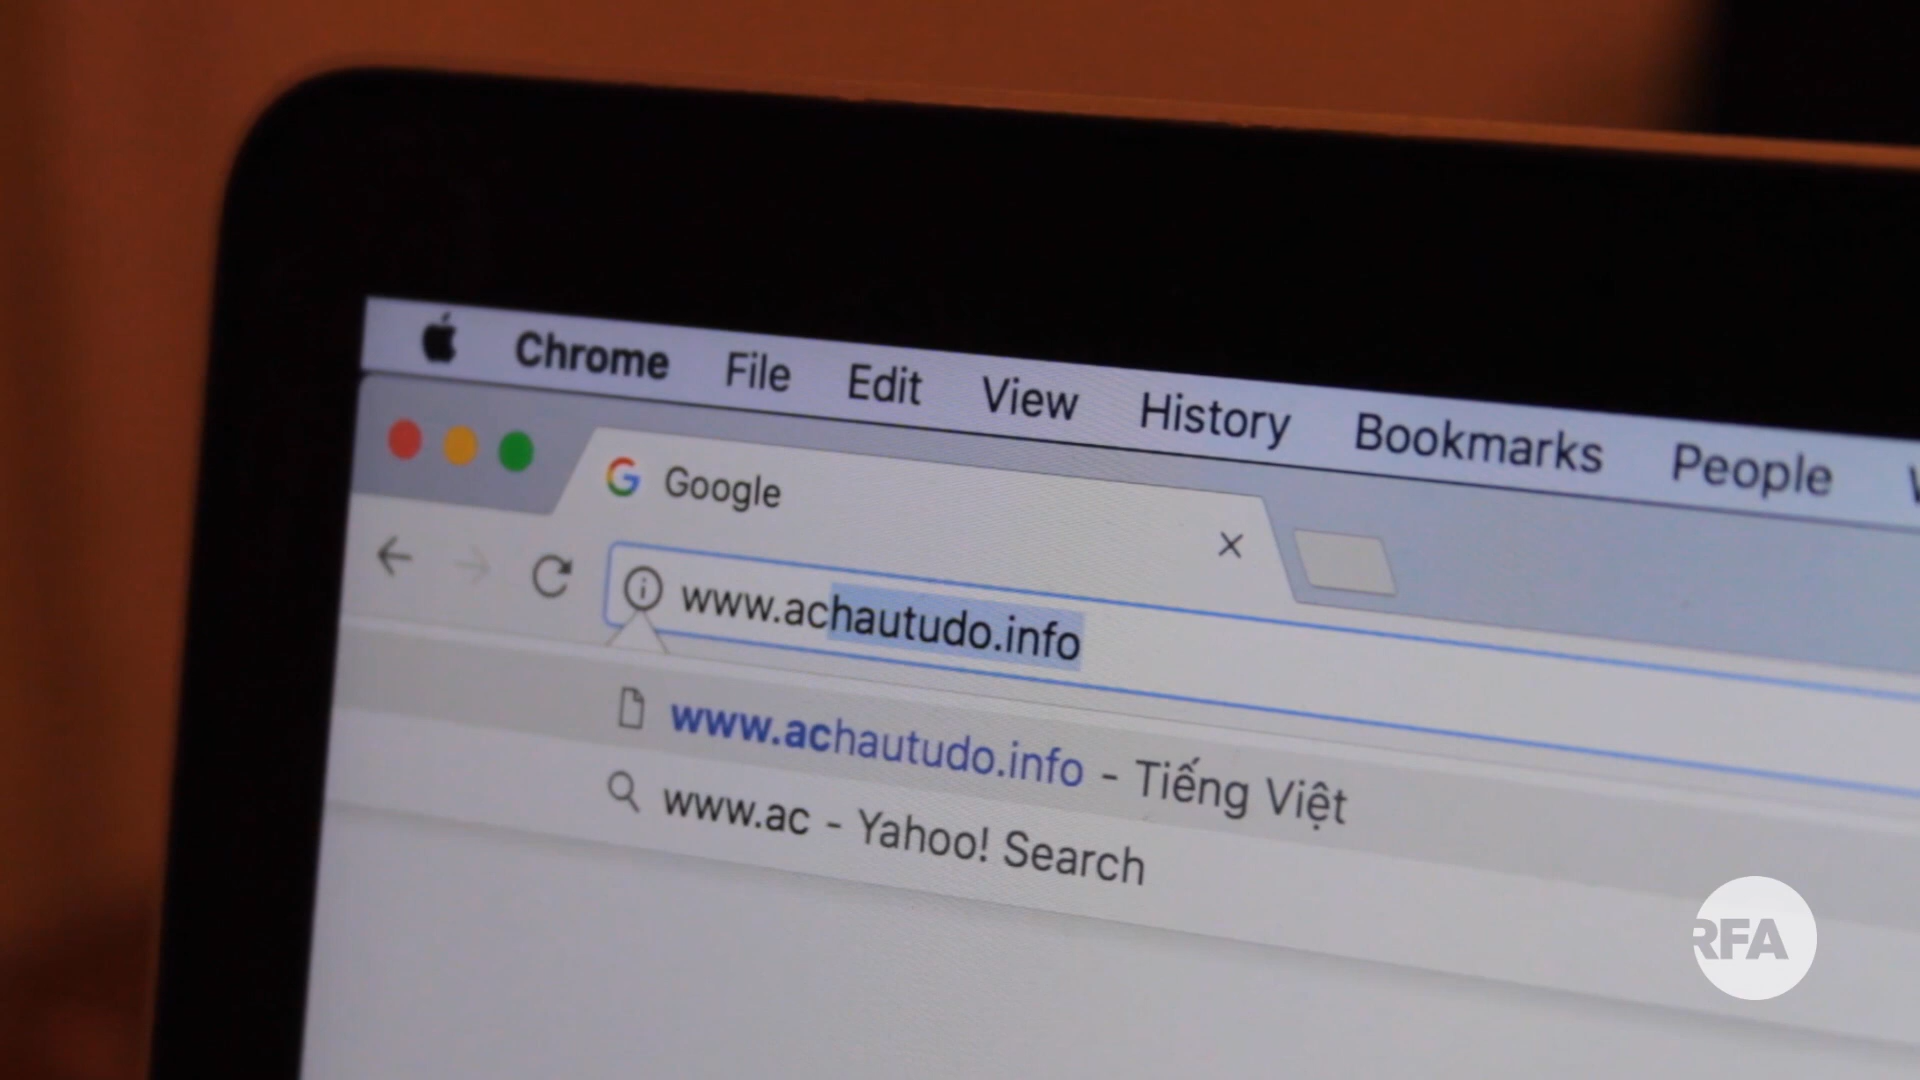 Chrome File Edit View History Bookmarks People
Google
www.achautudo.info
www.achautudo.info - Tiếng Việt
www.ac - Yahoo! Search
RFA